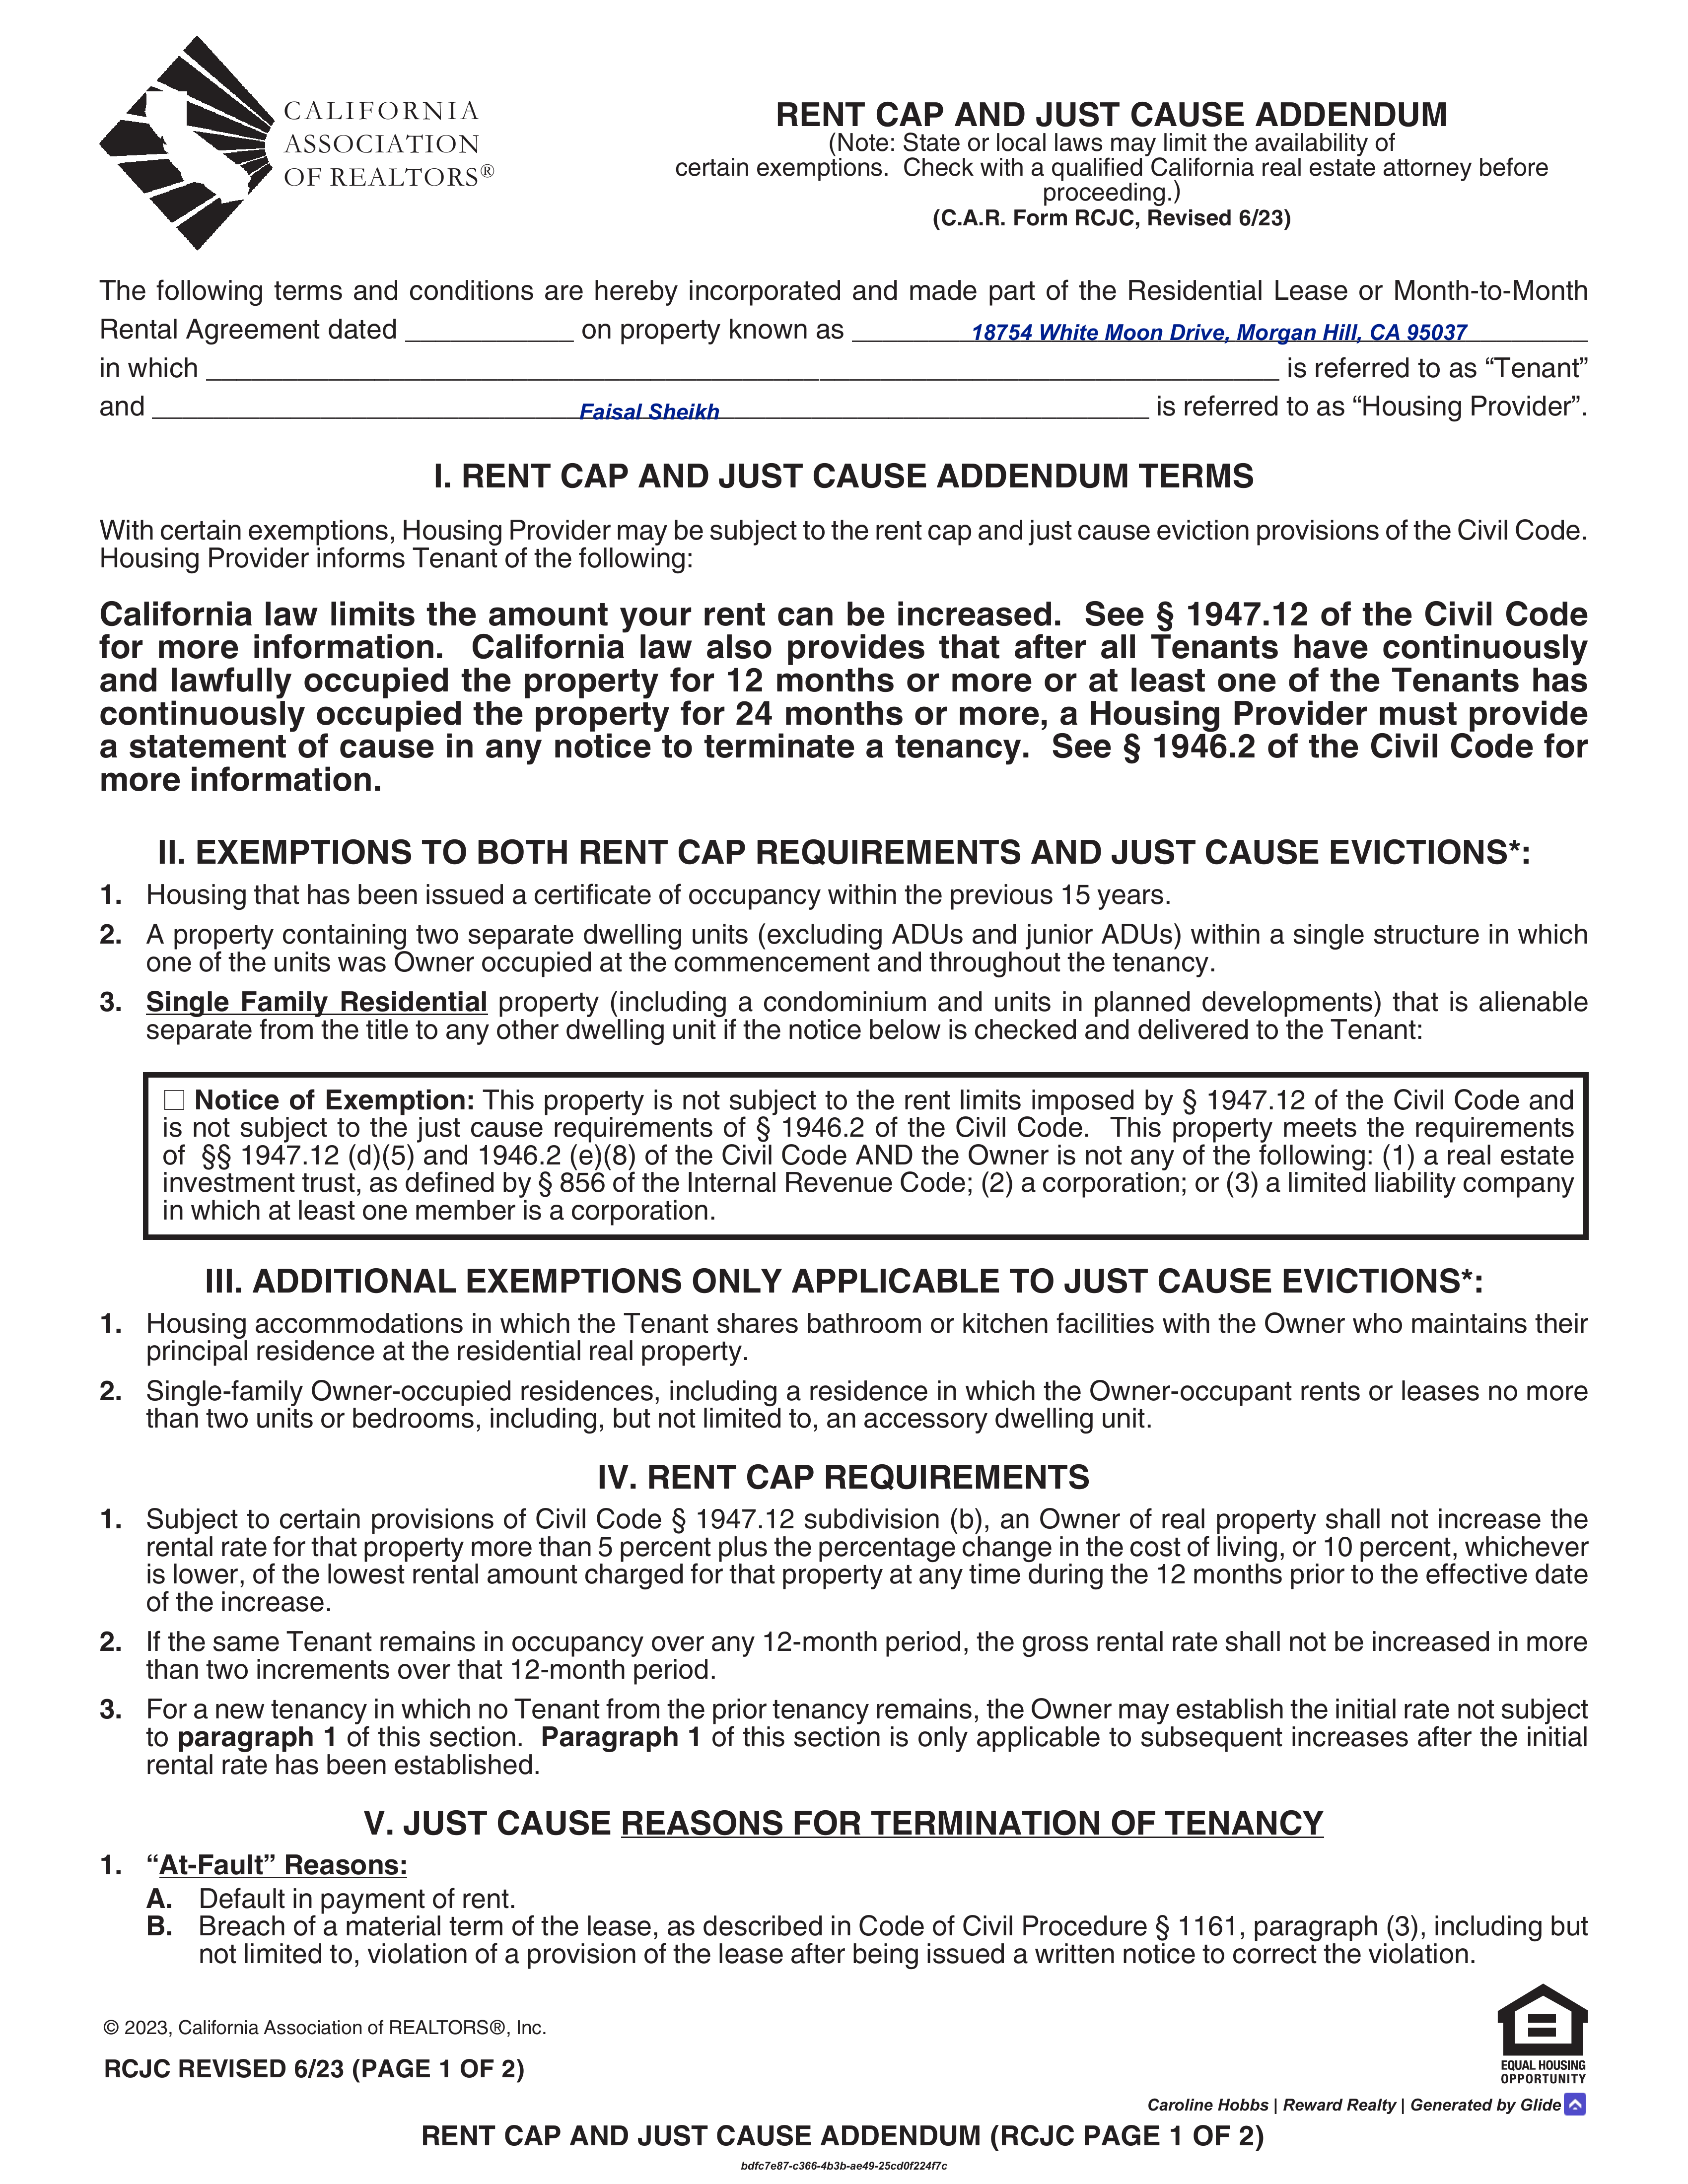 CALIFORNIA
ASSOCIATION
OF REALTORS®
RENT CAP AND JUST CAUSE ADDENDUM
(Note: State or local laws may limit the availability of
certain exemptions. Check with a qualified California real estate attorney before
proceeding.)
(C.A.R. Form RCJC, Revised 6/23)
The following terms and conditions are hereby incorporated and made part of the Residential Lease or Month-to-Month
Rental Agreement dated ____________ on property known as 18754 White Moon Drive, Morgan Hill, CA 95037
in which ____________ is referred to as “Tenant”
and Faisal Sheikh is referred to as “Housing Provider”.
I. RENT CAP AND JUST CAUSE ADDENDUM TERMS
With certain exemptions, Housing Provider may be subject to the rent cap and just cause eviction provisions of the Civil Code.
Housing Provider informs Tenant of the following:
California law limits the amount your rent can be increased. See § 1947.12 of the Civil Code
for more information. California law also provides that after all Tenants have continuously
and lawfully occupied the property for 12 months or more or at least one of the Tenants has
continuously occupied the property for 24 months or more, a Housing Provider must provide
a statement of cause in any notice to terminate a tenancy. See § 1946.2 of the Civil Code for
more information.
II. EXEMPTIONS TO BOTH RENT CAP REQUIREMENTS AND JUST CAUSE EVICTIONS*:
1. Housing that has been issued a certificate of occupancy within the previous 15 years.
2. A property containing two separate dwelling units (excluding ADUs and junior ADUs) within a single structure in which
one of the units was Owner occupied at the commencement and throughout the tenancy.
3. Single Family Residential property (including a condominium and units in planned developments) that is alienable
separate from the title to any other dwelling unit if the notice below is checked and delivered to the Tenant:
☐ Notice of Exemption: This property is not subject to the rent limits imposed by § 1947.12 of the Civil Code and
is not subject to the just cause requirements of § 1946.2 of the Civil Code. This property meets the requirements
of §§ 1947.12 (d)(5) and 1946.2 (e)(8) of the Civil Code AND the Owner is not any of the following: (1) a real estate
investment trust, as defined by § 856 of the Internal Revenue Code; (2) a corporation; or (3) a limited liability company
in which at least one member is a corporation.
III. ADDITIONAL EXEMPTIONS ONLY APPLICABLE TO JUST CAUSE EVICTIONS*:
1. Housing accommodations in which the Tenant shares bathroom or kitchen facilities with the Owner who maintains their
principal residence at the residential real property.
2. Single-family Owner-occupied residences, including a residence in which the Owner-occupant rents or leases no more
than two units or bedrooms, including, but not limited to, an accessory dwelling unit.
IV. RENT CAP REQUIREMENTS
1. Subject to certain provisions of Civil Code § 1947.12 subdivision (b), an Owner of real property shall not increase the
rental rate for that property more than 5 percent plus the percentage change in the cost of living, or 10 percent, whichever
is lower, of the lowest rental amount charged for that property at any time during the 12 months prior to the effective date
of the increase.
2. If the same Tenant remains in occupancy over any 12-month period, the gross rental rate shall not be increased in more
than two increments over that 12-month period.
3. For a new tenancy in which no Tenant from the prior tenancy remains, the Owner may establish the initial rate not subject
to paragraph 1 of this section. Paragraph 1 of this section is only applicable to subsequent increases after the initial
rental rate has been established.
V. JUST CAUSE REASONS FOR TERMINATION OF TENANCY
1. “At-Fault” Reasons:
A. Default in payment of rent.
B. Breach of a material term of the lease, as described in Code of Civil Procedure § 1161, paragraph (3), including but
not limited to, violation of a provision of the lease after being issued a written notice to correct the violation.
© 2023, California Association of REALTORS®, Inc.
RCJC REVISED 6/23 (PAGE 1 OF 2)
EQUAL HOUSING
OPPORTUNITY
Caroline Hobbs | Reward Realty | Generated by Glide
RENT CAP AND JUST CAUSE ADDENDUM (RCJC PAGE 1 OF 2)
bdfc7e87-c366-4b3b-ae49-25cd0f224f7c